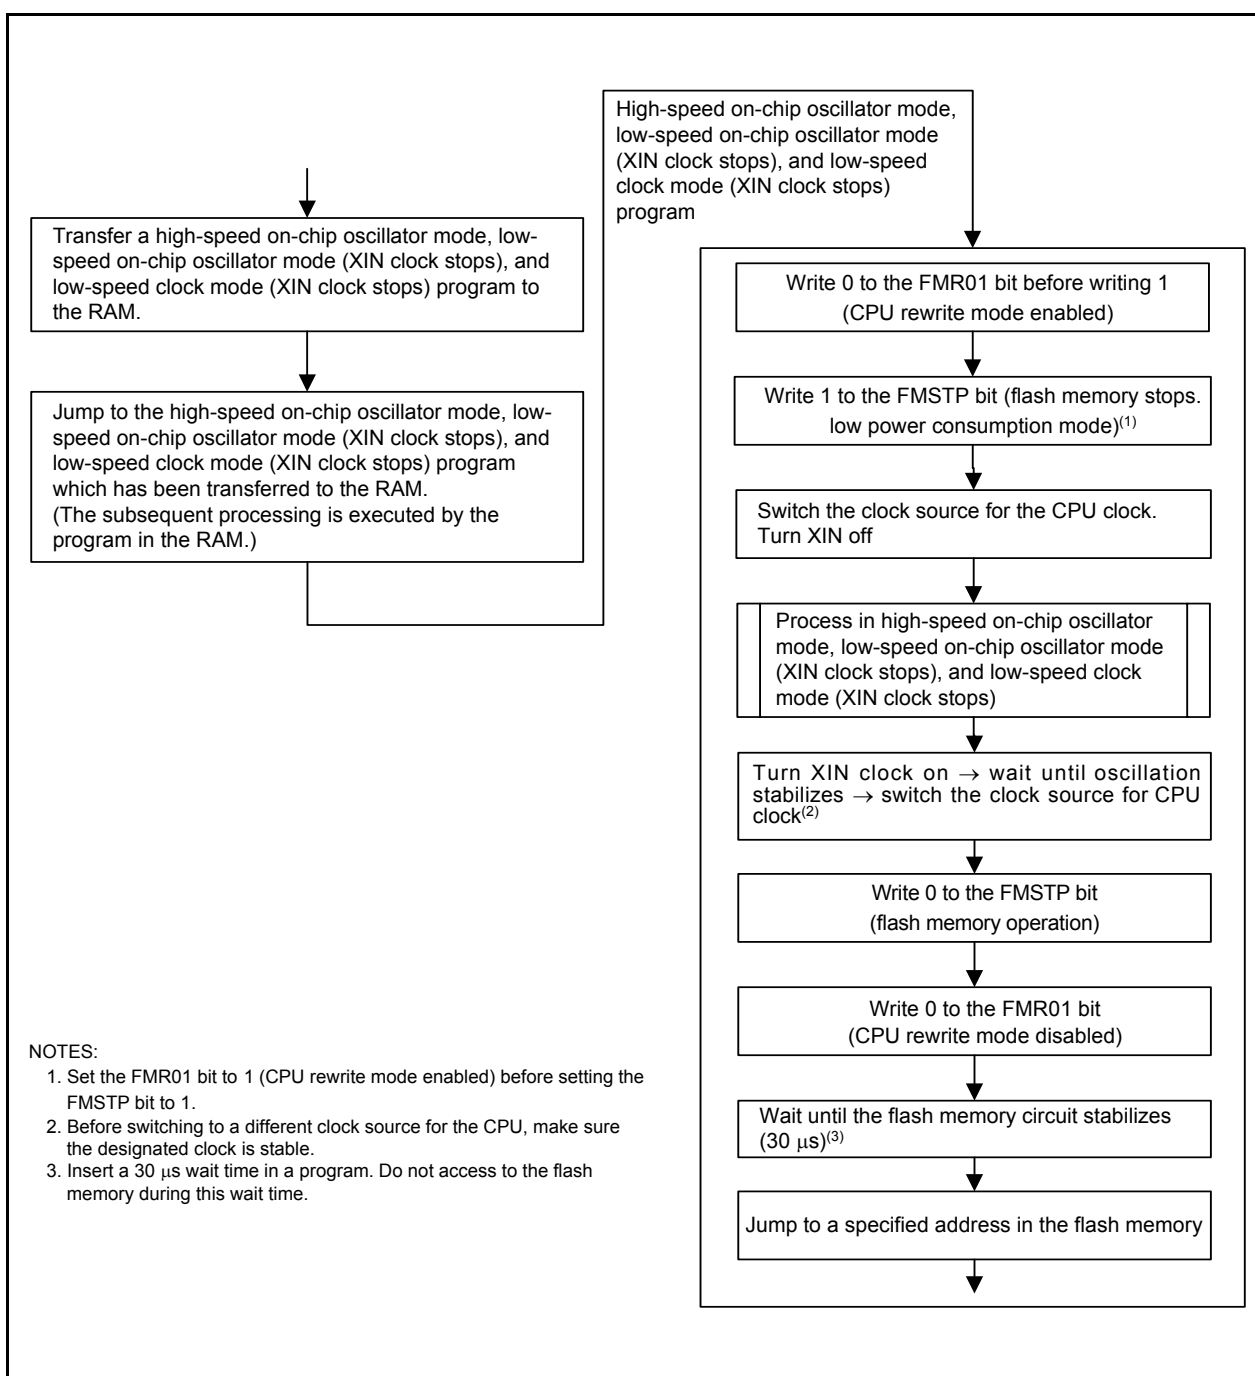 Transfer a high-speed on-chip oscillator mode, low-
speed on-chip oscillator mode (XIN clock stops), and
low-speed clock mode (XIN clock stops) program to
the RAM.
Jump to the high-speed on-chip oscillator mode, low-
speed on-chip oscillator mode (XIN clock stops), and
low-speed clock mode (XIN clock stops) program
which has been transferred to the RAM.
(The subsequent processing is executed by the
program in the RAM.)
High-speed on-chip oscillator mode,
low-speed on-chip oscillator mode
(XIN clock stops), and low-speed
clock mode (XIN clock stops)
program
Write 0 to the FMR01 bit before writing 1
(CPU rewrite mode enabled)
Write 1 to the FMSTP bit (flash memory stops.
low power consumption mode)(1)
Switch the clock source for the CPU clock.
Turn XIN off
Process in high-speed on-chip oscillator
mode, low-speed on-chip oscillator mode
(XIN clock stops), and low-speed clock
mode (XIN clock stops)
Turn XIN clock on → wait until oscillation
stabilizes → switch the clock source for CPU
clock(2)
Write 0 to the FMSTP bit
(flash memory operation)
Write 0 to the FMR01 bit
(CPU rewrite mode disabled)
Wait until the flash memory circuit stabilizes
(30 μs)(3)
Jump to a specified address in the flash memory
NOTES:
1. Set the FMR01 bit to 1 (CPU rewrite mode enabled) before setting the
FMSTP bit to 1.
2. Before switching to a different clock source for the CPU, make sure
the designated clock is stable.
3. Insert a 30 μs wait time in a program. Do not access to the flash
memory during this wait time.